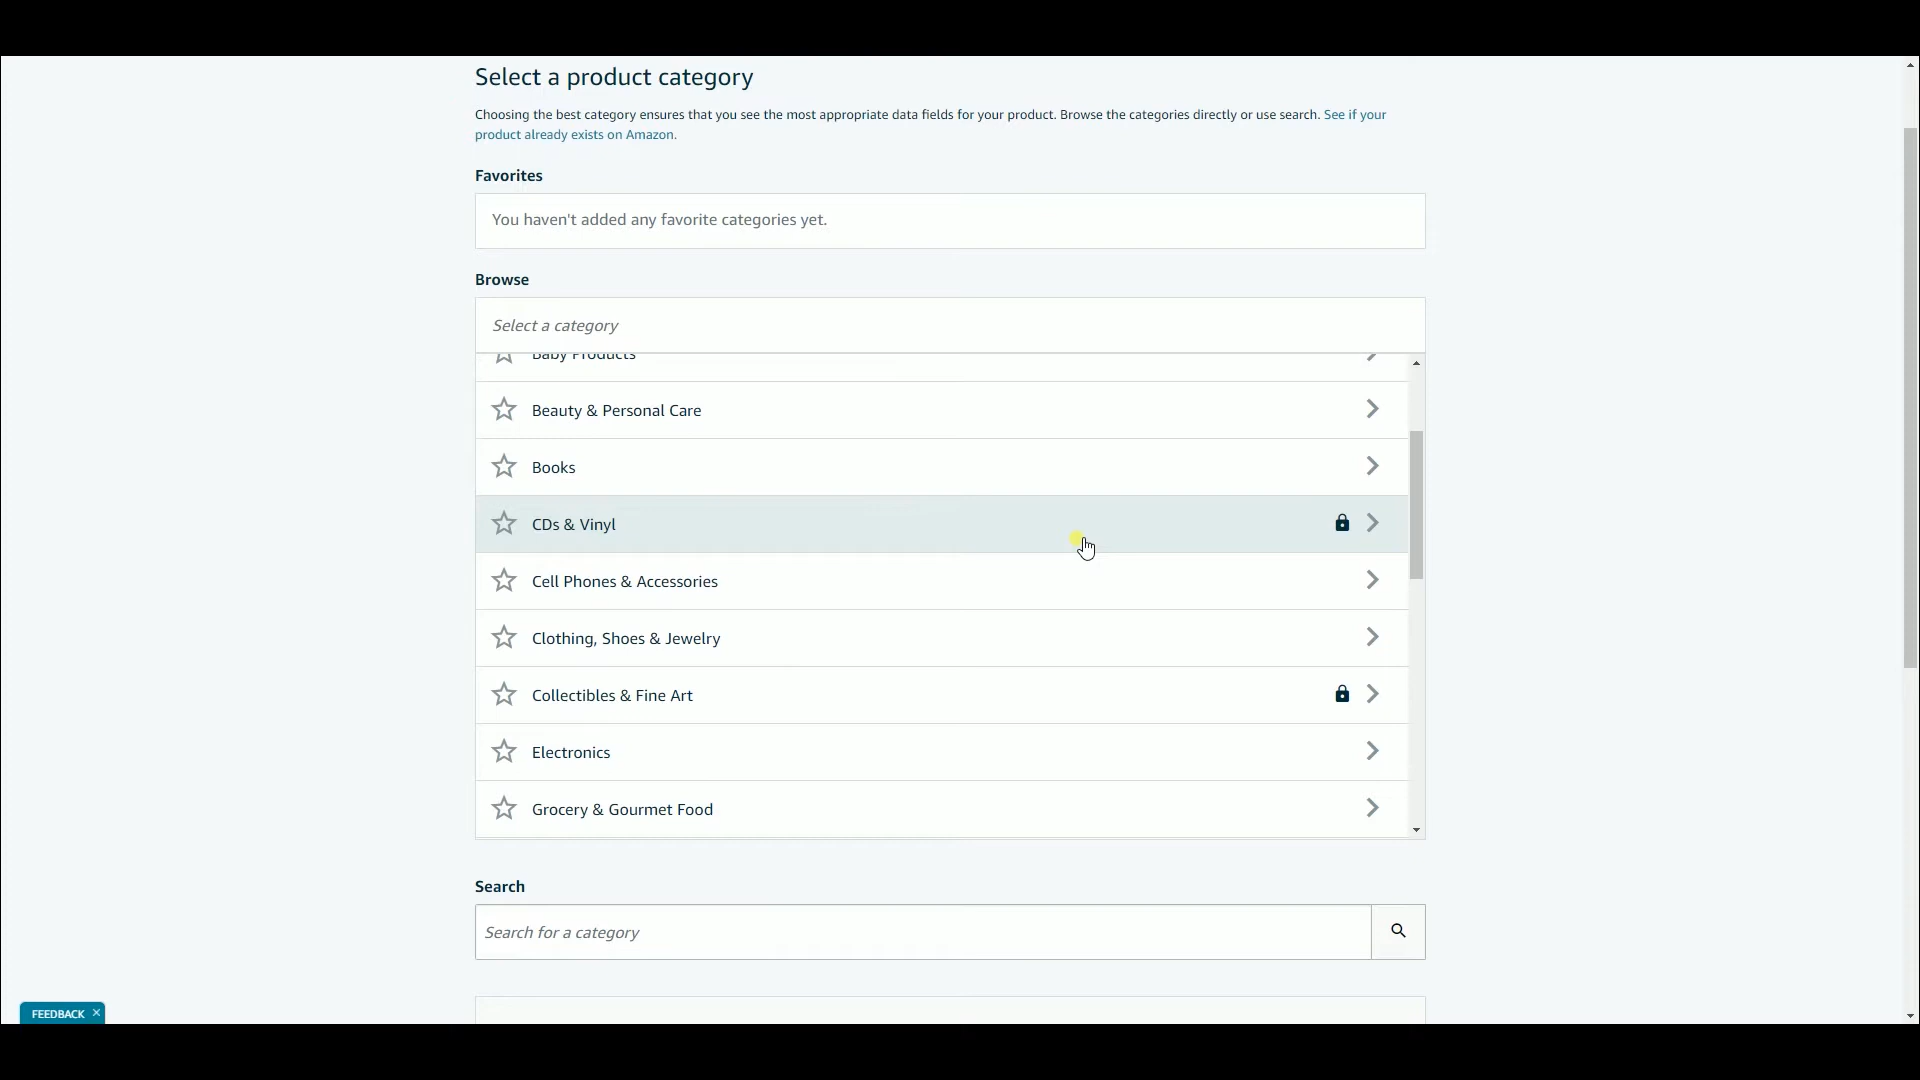 Select a product category
Choosing the best category ensures that you see the most appropriate data fields for your product. Browse the categories directly or use search. See if your
product already exists on Amazon.
Favorites
You haven't added any favorite categories yet.
Browse
Select a category
Baby Products
Beauty & Personal Care
Books
CDs & Vinyl
Cell Phones & Accessories
Clothing, Shoes & Jewelry
Collectibles & Fine Art
Electronics
Grocery & Gourmet Food
Search
Search for a category
FEEDBACK